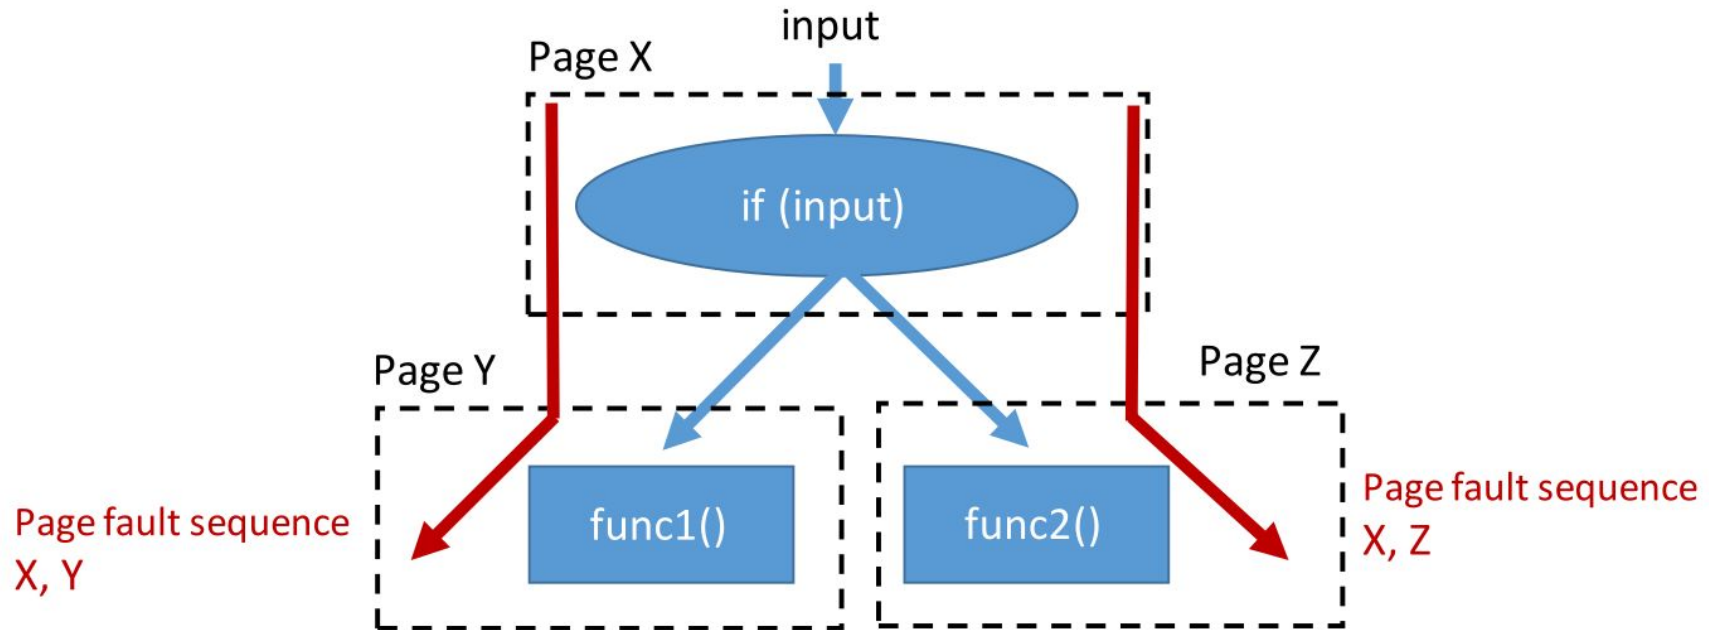 input
Page X
if (input)
Page Y
Page Z
func1()
func2()
Page fault sequence
X, Y
Page fault sequence
X, Z